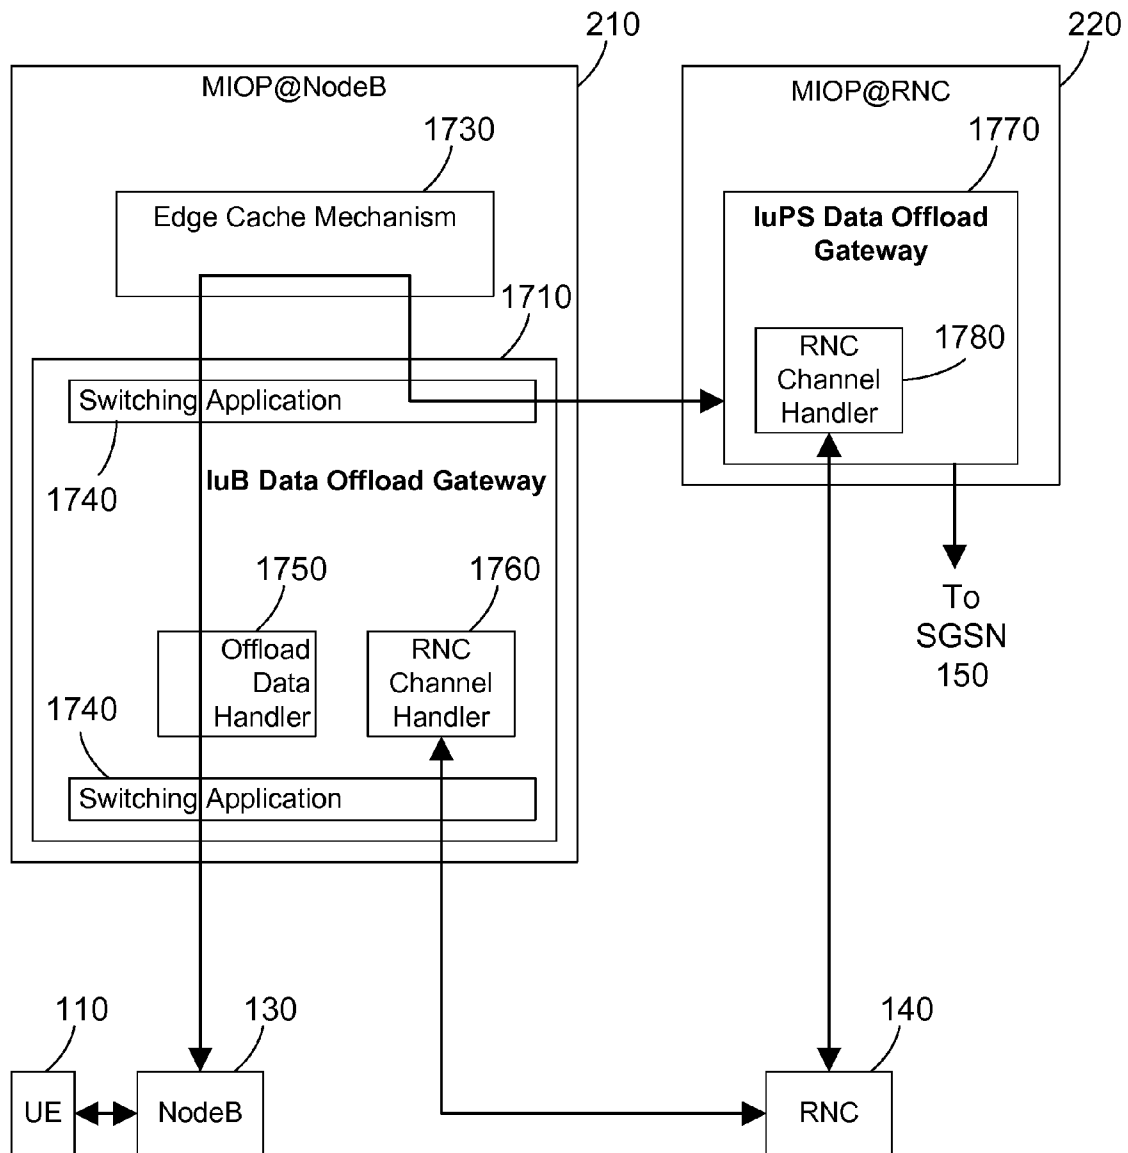 210
220
MIOP@NodeB
MIOP@RNC
1730
1770
Edge Cache Mechanism
IuPS Data Offload
Gateway
1710
1780
RNC
Channel
Handler
Switching Application
1740
IuB Data Offload Gateway
1750
1760
Offload
Data
Handler
RNC
Channel
Handler
To
SGSN
150
1740
Switching Application
110
130
140
UE
NodeB
RNC